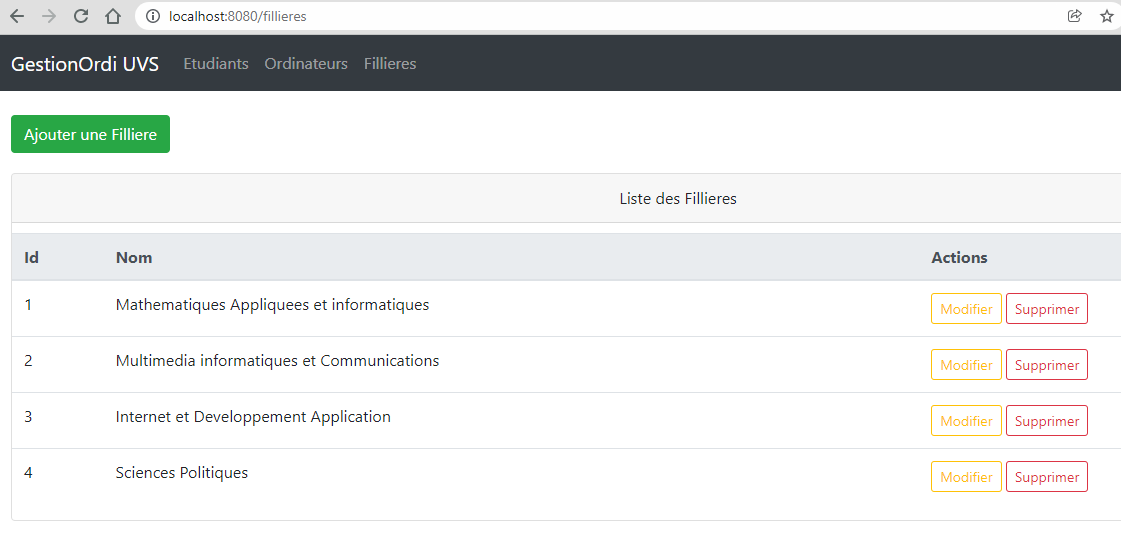 localhost:8080/fillieres
GestionOrdi UVS Etudiants Ordinateurs Fillieres
Ajouter une Filliere
Liste des Fillieres
Id Nom Actions
1 Mathematiques Appliquees et informatiques Modifier Supprimer
2 Multimedia informatiques et Communications Modifier Supprimer
3 Internet et Developpement Application Modifier Supprimer
4 Sciences Politiques Modifier Supprimer